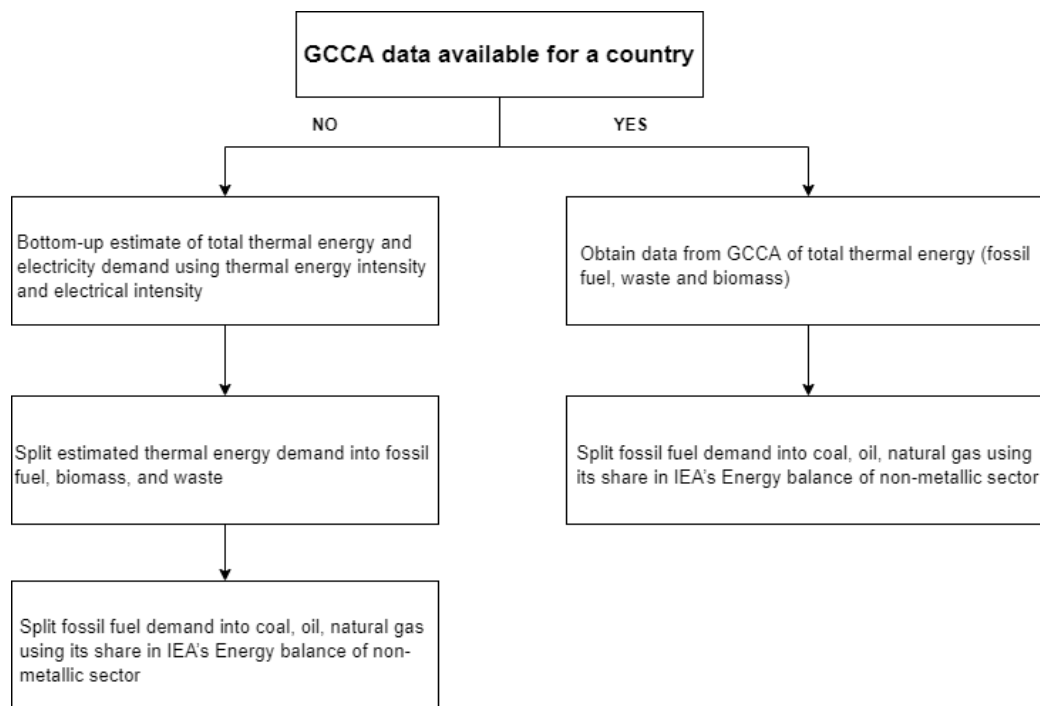 GCCA data available for a country
NO
YES
Bottom-up estimate of total thermal energy and
electricity demand using thermal energy intensity
and electrical intensity
Obtain data from GCCA of total thermal energy (fossil
fuel, waste and biomass)
Split estimated thermal energy demand into fossil
fuel, biomass, and waste
Split fossil fuel demand into coal, oil, natural gas using
its share in IEA's Energy balance of non-metallic sector
Split fossil fuel demand into coal, oil, natural gas
using its share in IEA's Energy balance of non-
metallic sector